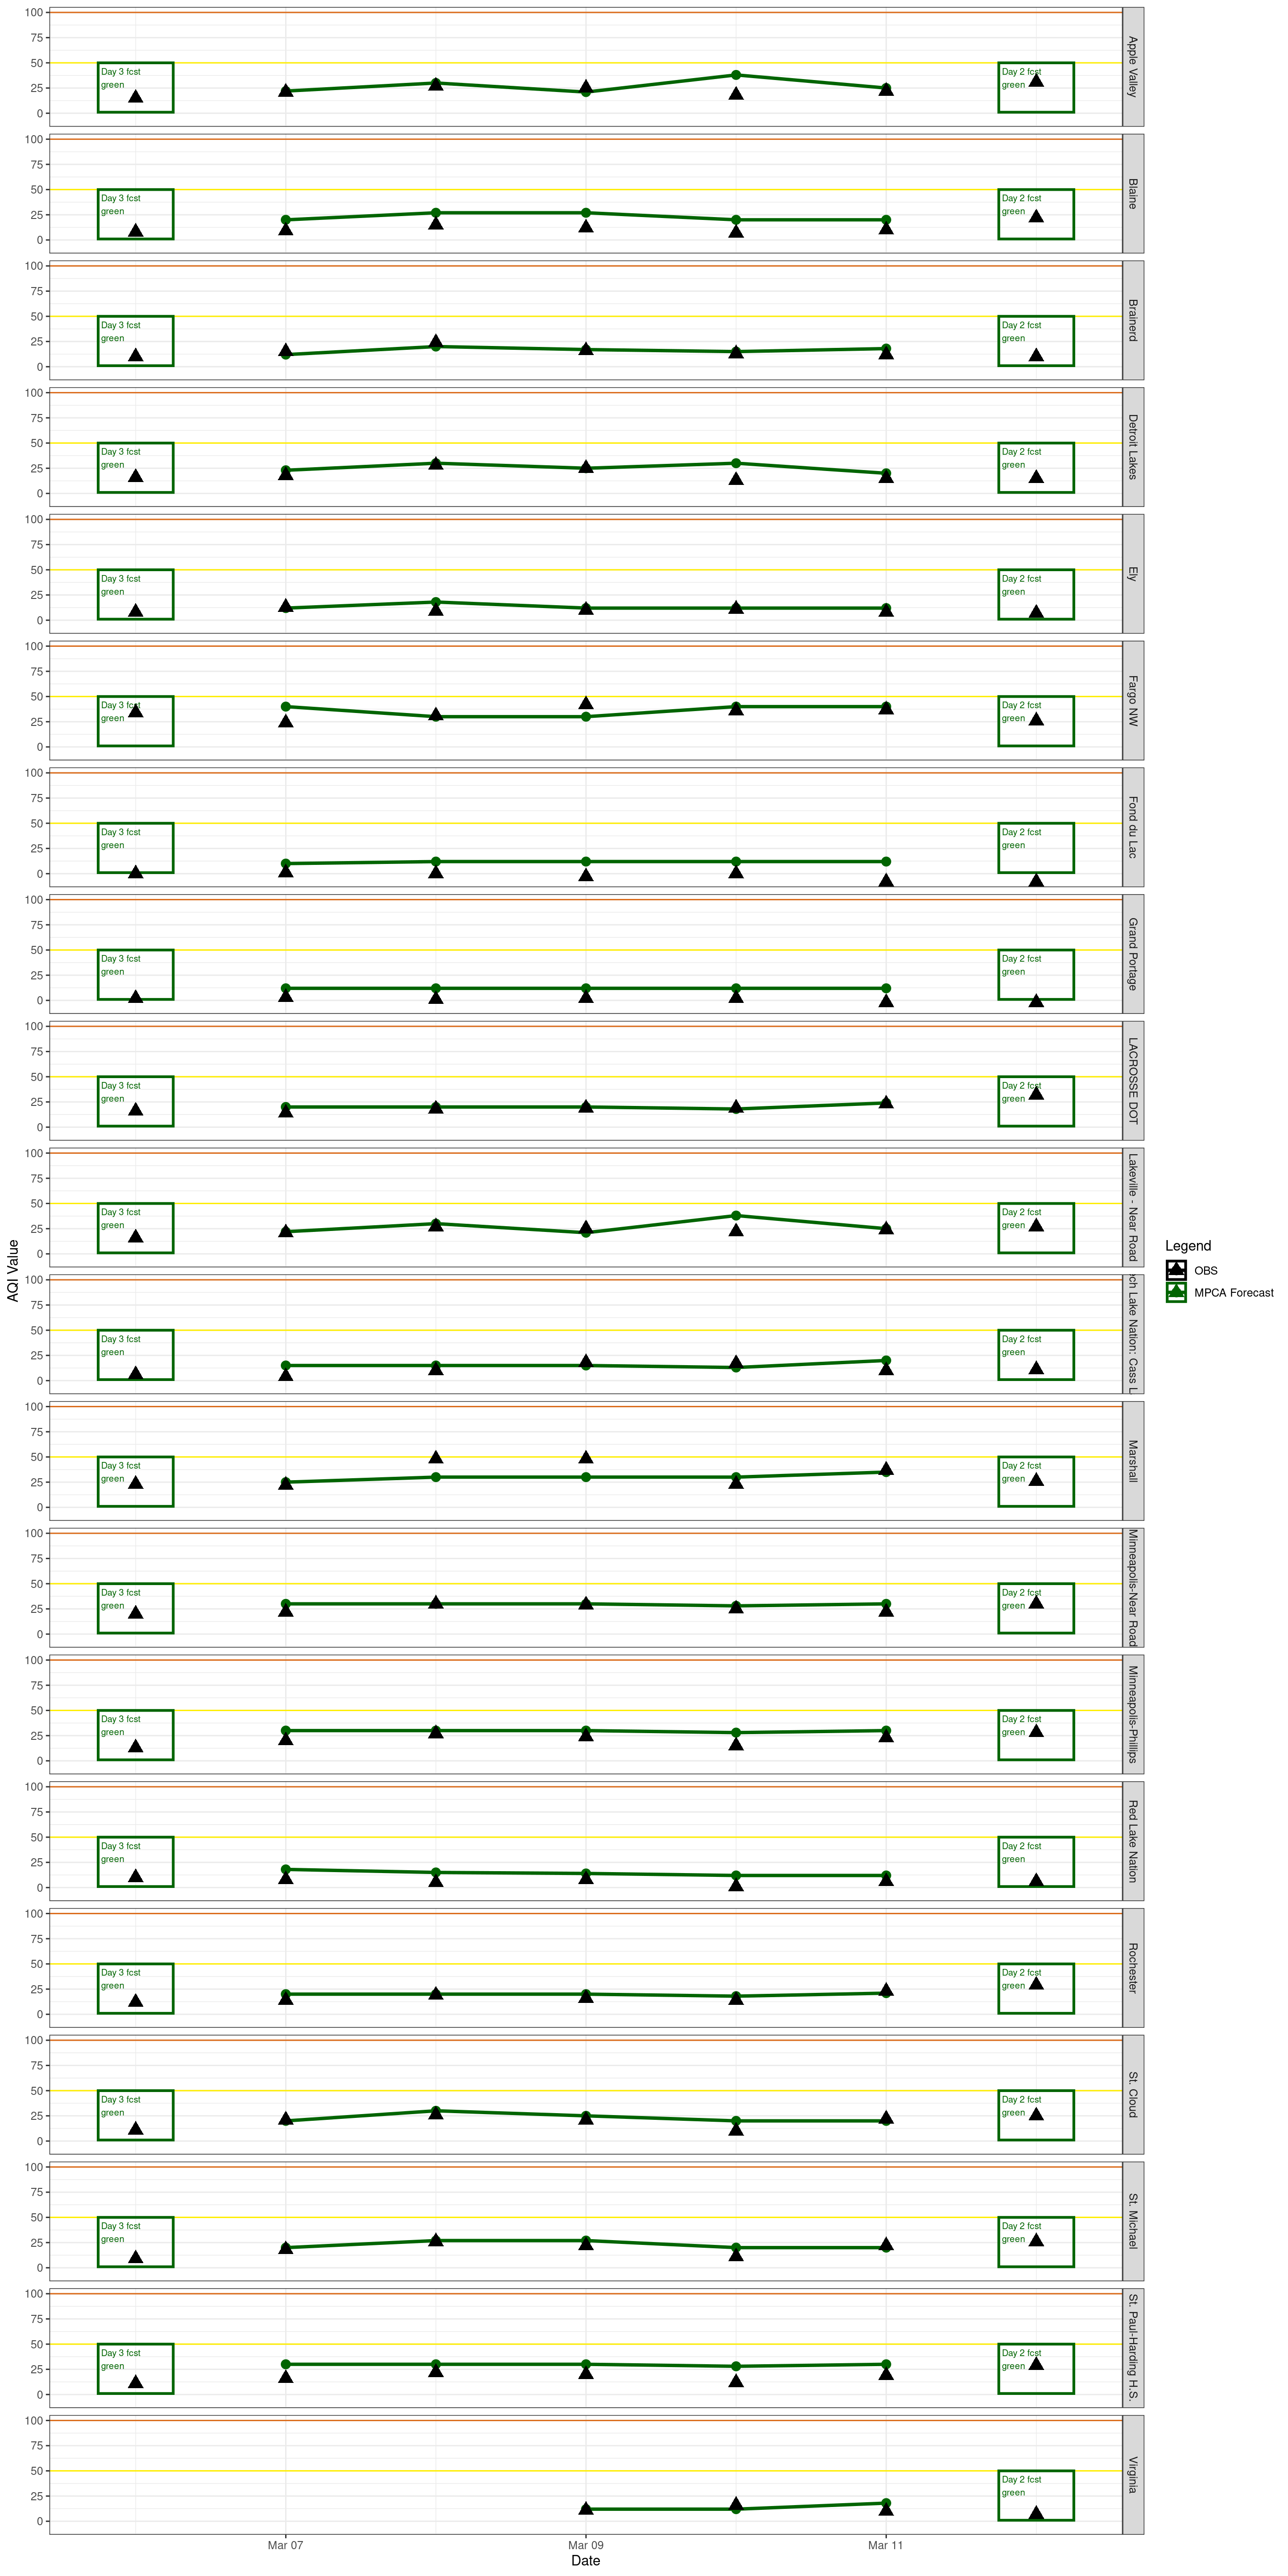 AQI Value
100
75
50
25
0
Day 3 fcst
green
Day 2 fcst
green
Apple Valley
100
75
50
25
0
Day 3 fcst
green
Day 2 fcst
green
Blaine
100
75
50
25
0
Day 3 fcst
green
Day 2 fcst
green
Brainerd
100
75
50
25
0
Day 3 fcst
green
Day 2 fcst
green
Detroit Lakes
100
75
50
25
0
Day 3 fcst
green
Day 2 fcst
green
Ely
100
75
50
25
0
Day 3 fcst
green
Day 2 fcst
green
Fargo NW
100
75
50
25
0
Day 3 fcst
green
Day 2 fcst
green
Fond du Lac
100
75
50
25
0
Day 3 fcst
green
Day 2 fcst
green
Grand Portage
100
75
50
25
0
Day 3 fcst
green
Day 2 fcst
green
LACROSSE DOT
100
75
50
25
0
Day 3 fcst
green
Day 2 fcst
green
Lakeville - Near Road
100
75
50
25
0
Day 3 fcst
green
Day 2 fcst
green
ch Lake Nation: Cass L
100
75
50
25
0
Day 3 fcst
green
Day 2 fcst
green
Marshall
100
75
50
25
0
Day 3 fcst
green
Day 2 fcst
green
Minneapolis-Near Road
100
75
50
25
0
Day 3 fcst
green
Day 2 fcst
green
Minneapolis-Phillips
100
75
50
25
0
Day 3 fcst
green
Day 2 fcst
green
Red Lake Nation
100
75
50
25
0
Day 3 fcst
green
Day 2 fcst
green
Rochester
100
75
50
25
0
Day 3 fcst
green
Day 2 fcst
green
St. Cloud
100
75
50
25
0
Day 3 fcst
green
Day 2 fcst
green
St. Michael
100
75
50
25
0
Day 3 fcst
green
Day 2 fcst
green
St. Paul-Harding H.S.
100
75
50
25
0
Day 2 fcst
green
Virginia
Mar 07
Mar 09
Mar 11
Date
Legend
OBS
MPCA Forecast